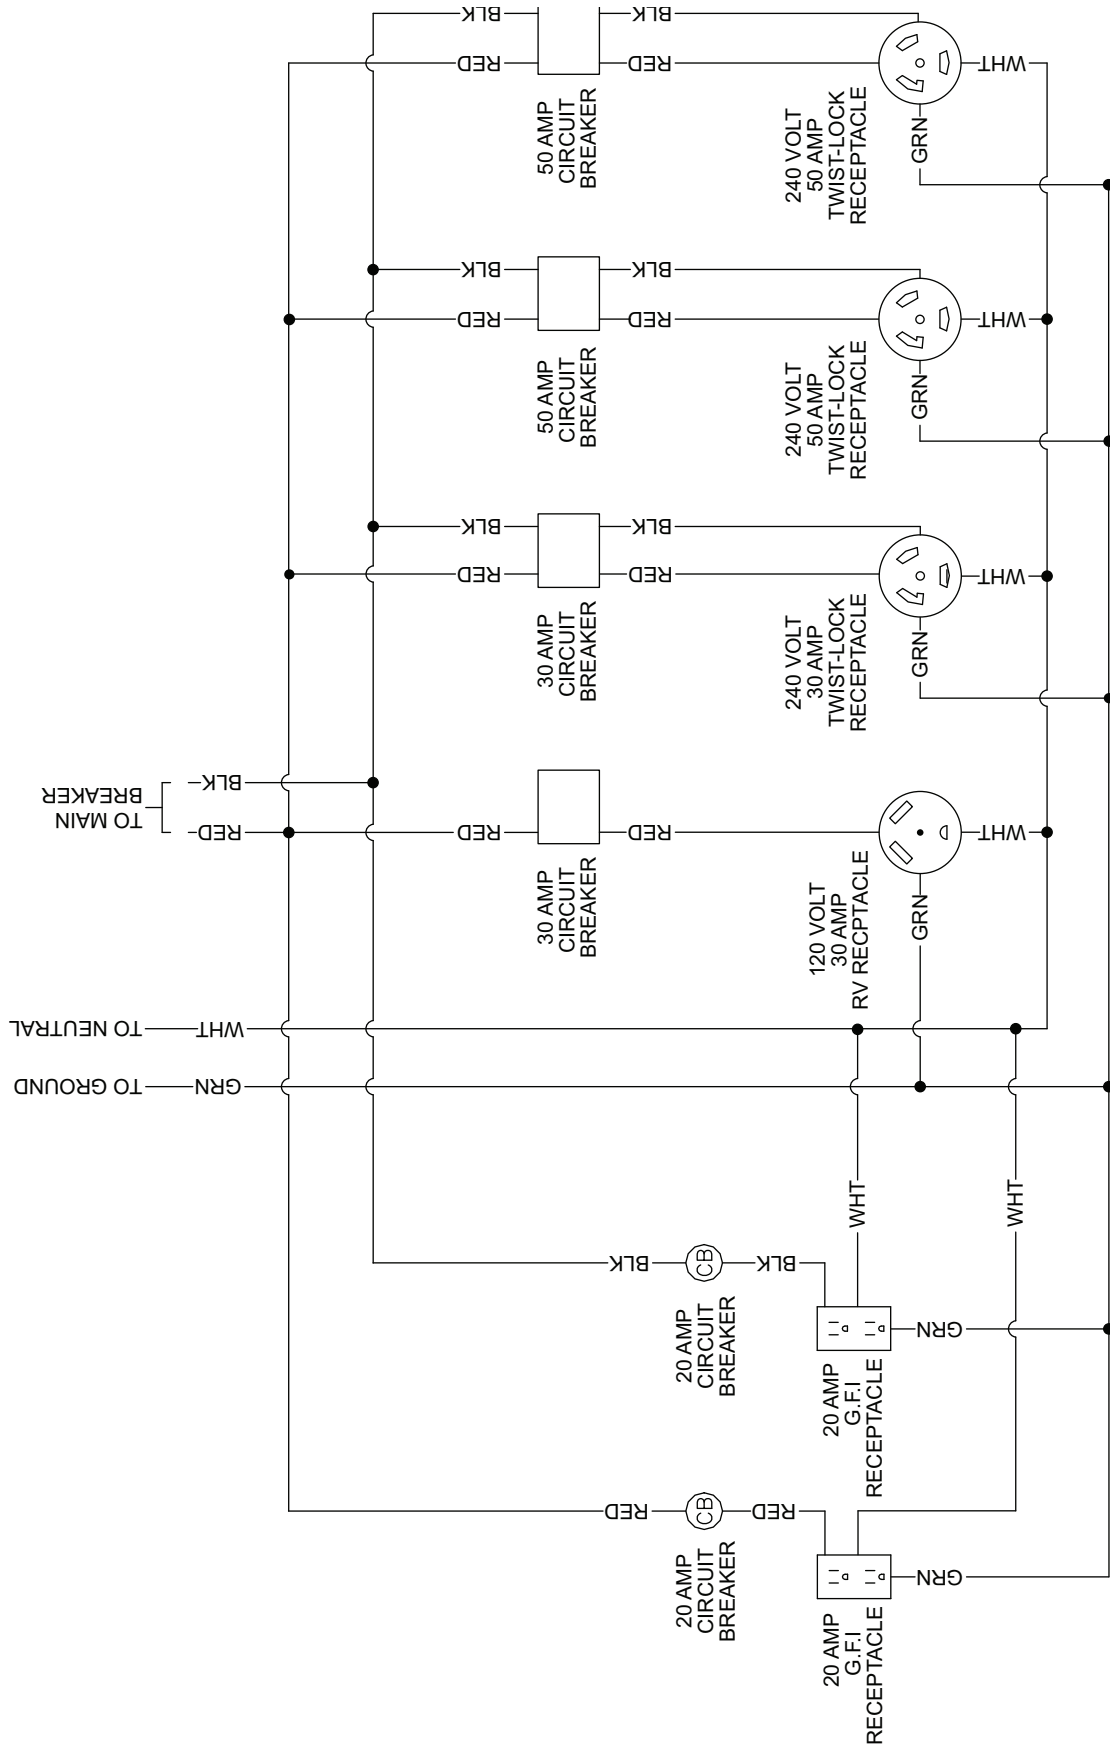 TO GROUND
TO NEUTRAL
TO MAIN
BREAKER
GRN
WHT
RED
BLK
RED
RED
BLK
RED
BLK
RED
BLK
30 AMP
CIRCUIT
BREAKER
30 AMP
CIRCUIT
BREAKER
50 AMP
CIRCUIT
BREAKER
50 AMP
CIRCUIT
BREAKER
RED
BLK
RED
RED
BLK
RED
BLK
RED
BLK
20 AMP
CIRCUIT
BREAKER
CB
20 AMP
CIRCUIT
BREAKER
CB
RED
BLK
20 AMP
G.F.I
RECEPTACLE
20 AMP
G.F.I
RECEPTACLE
120 VOLT
30 AMP
RV RECPTACLE
240 VOLT
30 AMP
TWIST-LOCK
RECEPTACLE
240 VOLT
50 AMP
TWIST-LOCK
RECEPTACLE
240 VOLT
50 AMP
TWIST-LOCK
RECEPTACLE
WHT
GRN
GRN
GRN
GRN
GRN
GRN
WHT
WHT
WHT
WHT
WHT